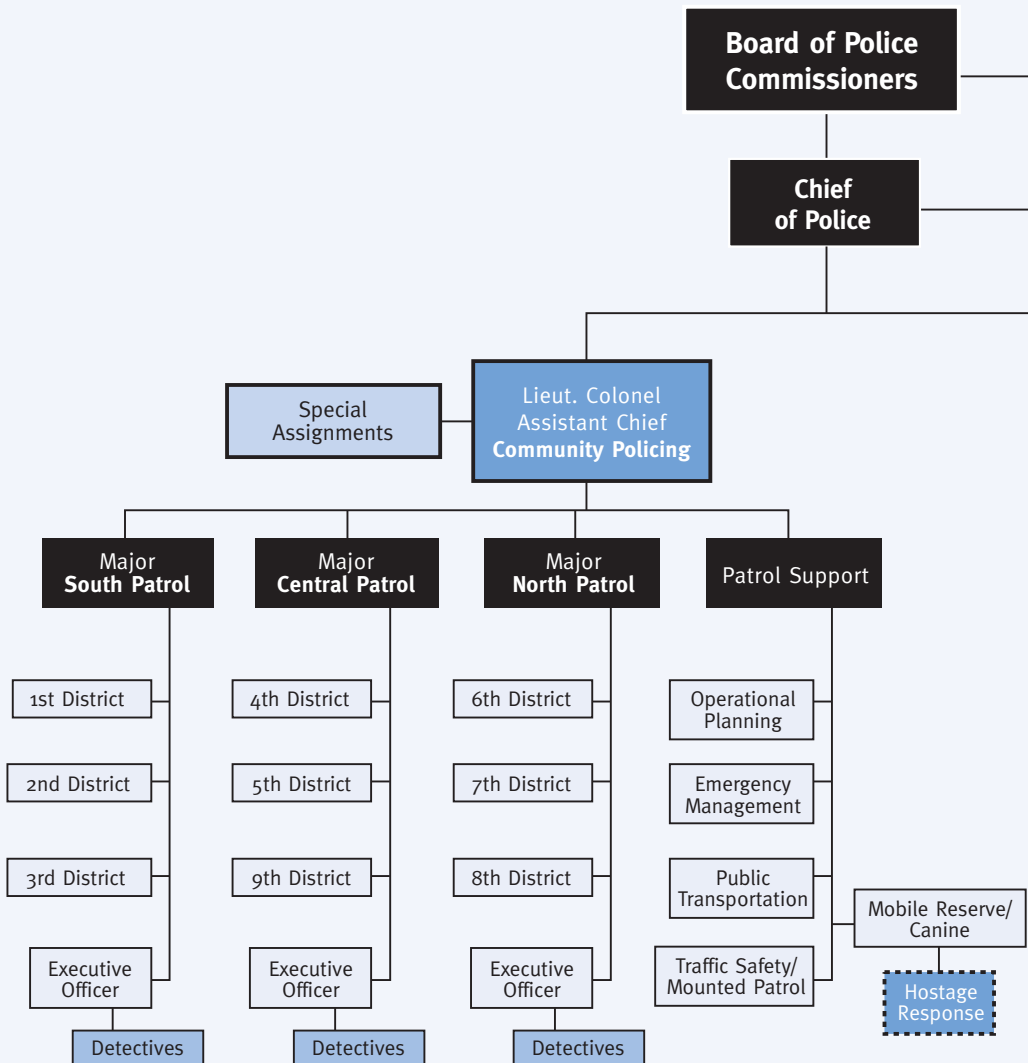 Board of Police
Commissioners
Chief
of Police
Special
Assignments
Lieut. Colonel
Assistant Chief
Community Policing
Major
South Patrol
Major
Central Patrol
Major
North Patrol
Patrol Support
1st District
2nd District
3rd District
Executive
Officer
Detectives
4th District
5th District
9th District
Executive
Officer
Detectives
6th District
7th District
8th District
Executive
Officer
Detectives
Operational
Planning
Emergency
Management
Public
Transportation
Traffic Safety/
Mounted Patrol
Mobile Reserve/
Canine
Hostage
Response